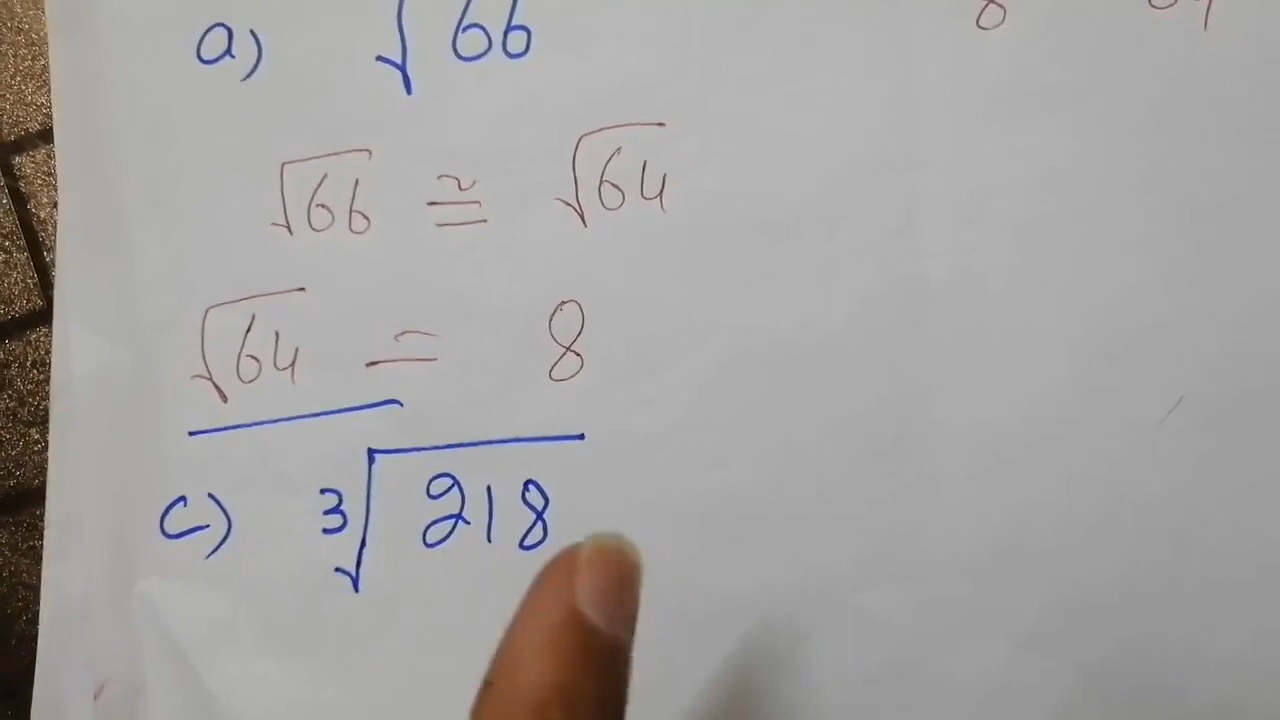 a) √66
√66 ≅ √64
√64 = 8
c) ³√218